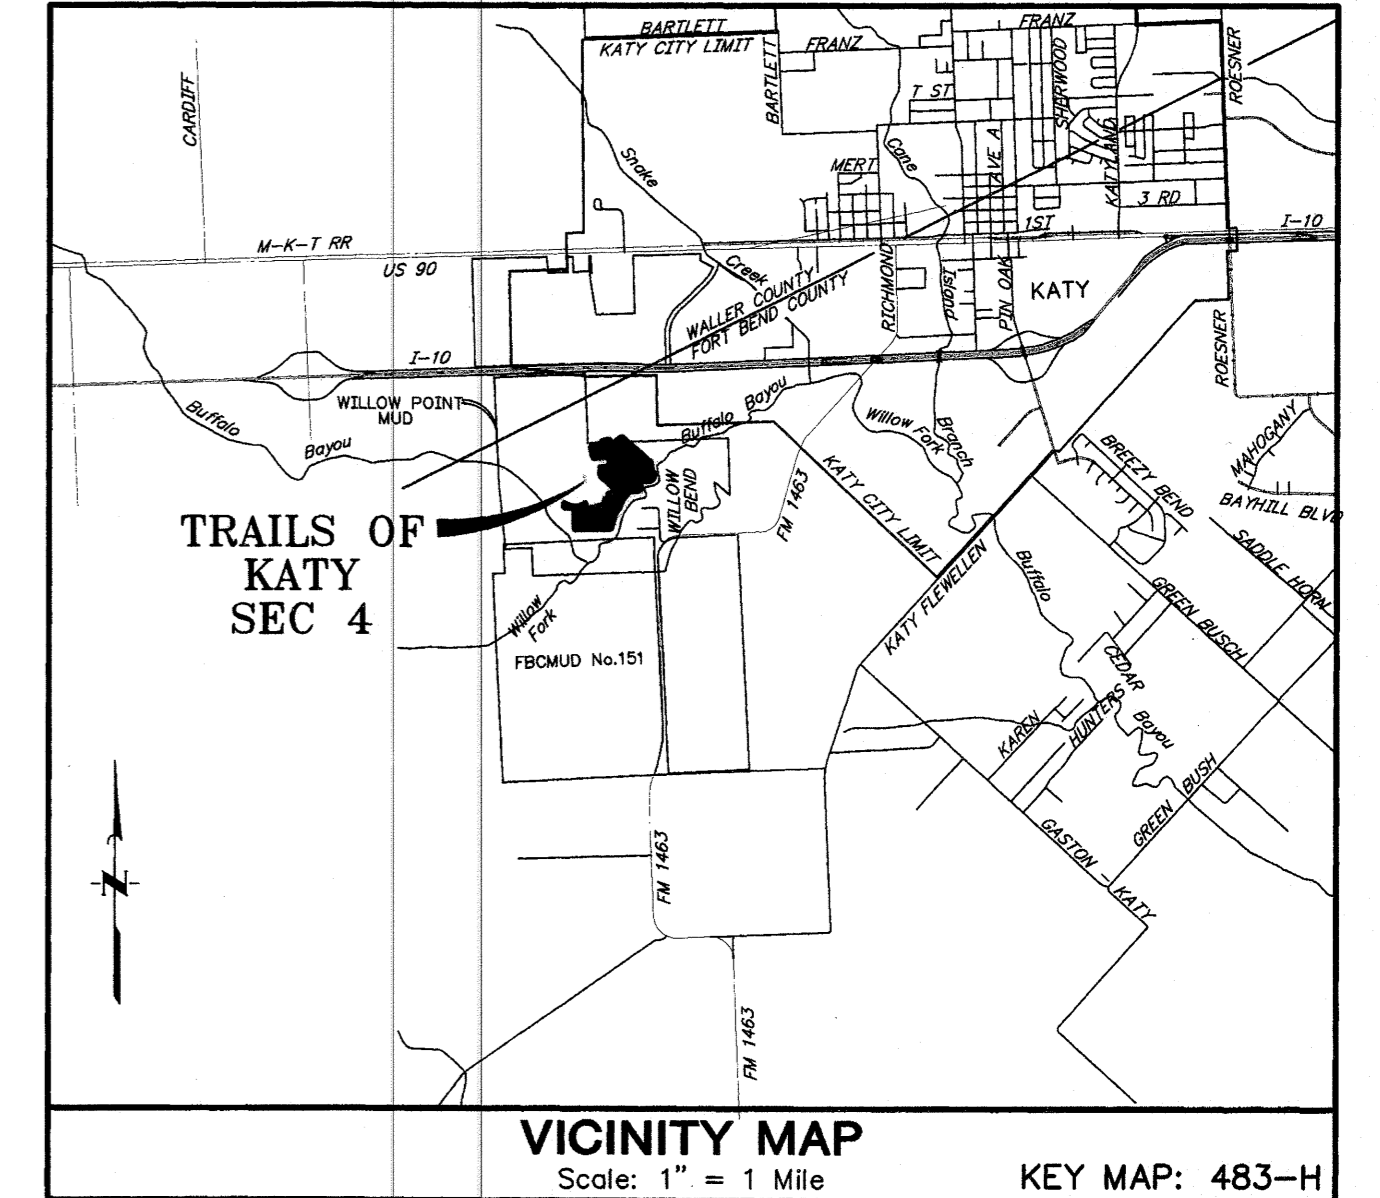 BARTLETT
KATY CITY LIMIT
BARTLETT
FRANZ
FRANZ
T ST
SHERWOOD
ROESNER
CARDIFF
Snake
Creek
MERT
Cane
Island
Branch
AVE A
KATYLAND
3 RD
1ST
I-10
M-K-T RR
US 90
WALLER COUNTY
FORT BEND COUNTY
RICHMOND
PIN OAK
KATY
ROESNER
I-10
WILLOW POINT
MUD
Buffalo
Bayou
Buffalo
Bayou
Willow Fork
WILLOW
BEND
FM 1463
KATY CITY LIMIT
BREEZY BEND
MAHOGANY
BAYHILL BLVD
SADDLE HORN
TRAILS OF
KATY
SEC 4
Willow
Fork
FBCMUD No.151
KATY FLEWELLEN
Buffalo
Bayou
GREEN BUSCH
CEDAR
KAREN
HUNTERS
GREEN BUSH
GASTON - KATY
FM 1463
FM 1463
N
VICINITY MAP
Scale: 1" = 1 Mile
KEY MAP: 483-H